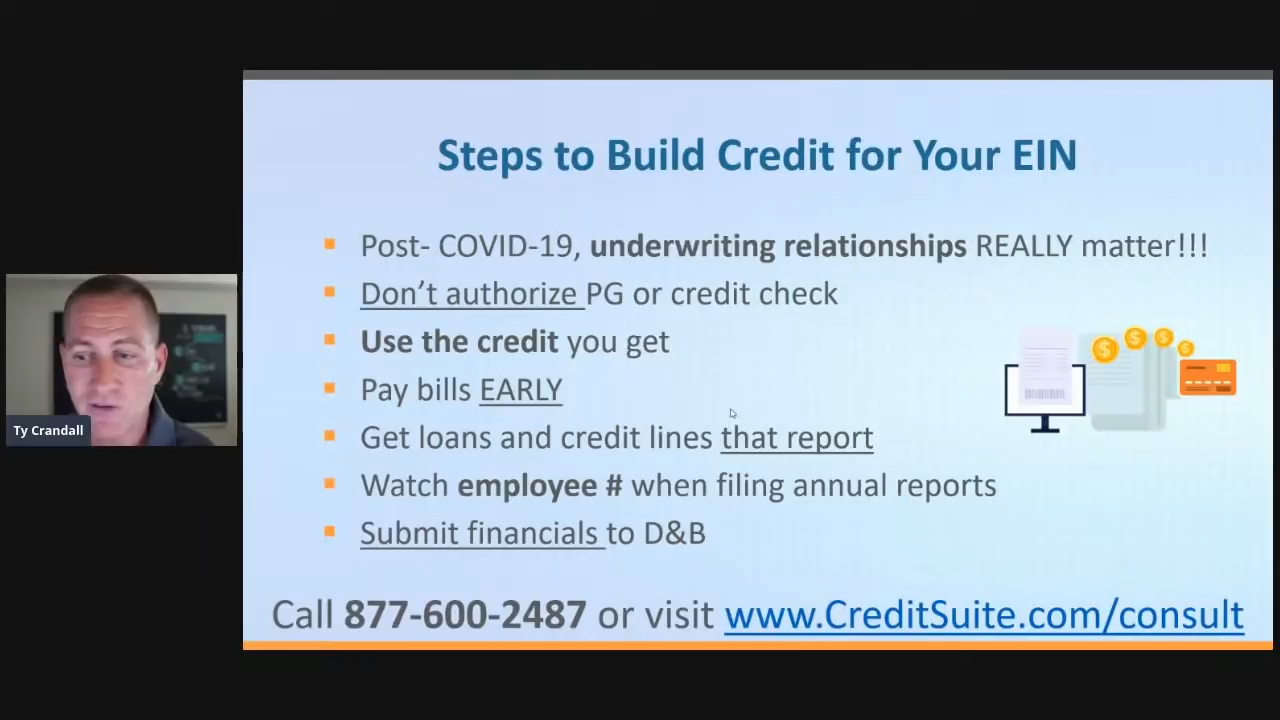 Steps to Build Credit for Your EIN
Post- COVID-19, underwriting relationships REALLY matter!!!
Don’t authorize PG or credit check
Use the credit you get
Pay bills EARLY
Get loans and credit lines that report
Watch employee # when filing annual reports
Submit financials to D&B
Call 877-600-2487 or visit www.CreditSuite.com/consult
Ty Crandall